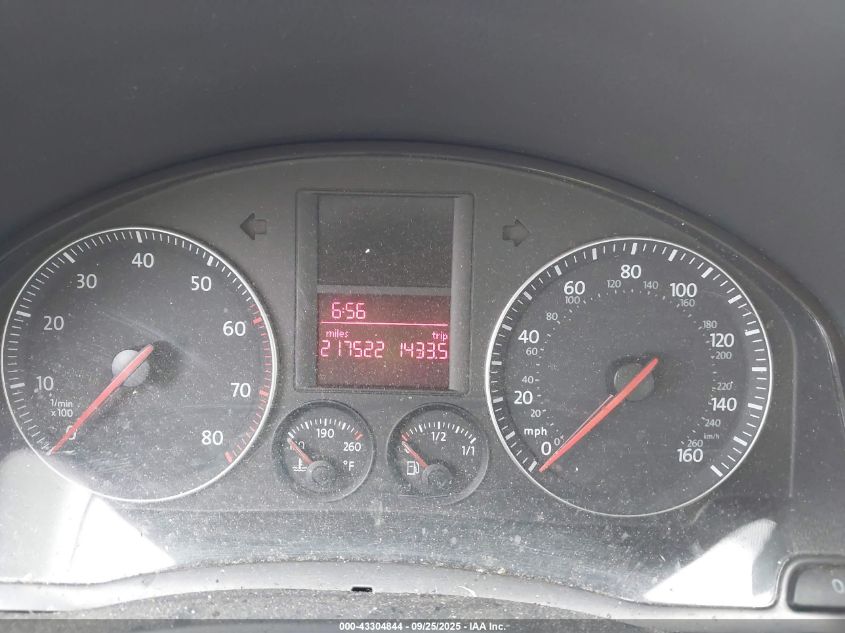 10 20 30 40 50 60 70 80
1/min
x100
6:56
miles trip
217522 1433.5
190 260
°F
1/2 1/1
0 20 40 60 80 100 120 140 160
mph
0 20 40 60 80 100 120 140 160 180 200 220 240 260
km/h
000-43304844 - 09/25/2025 - IAA Inc.